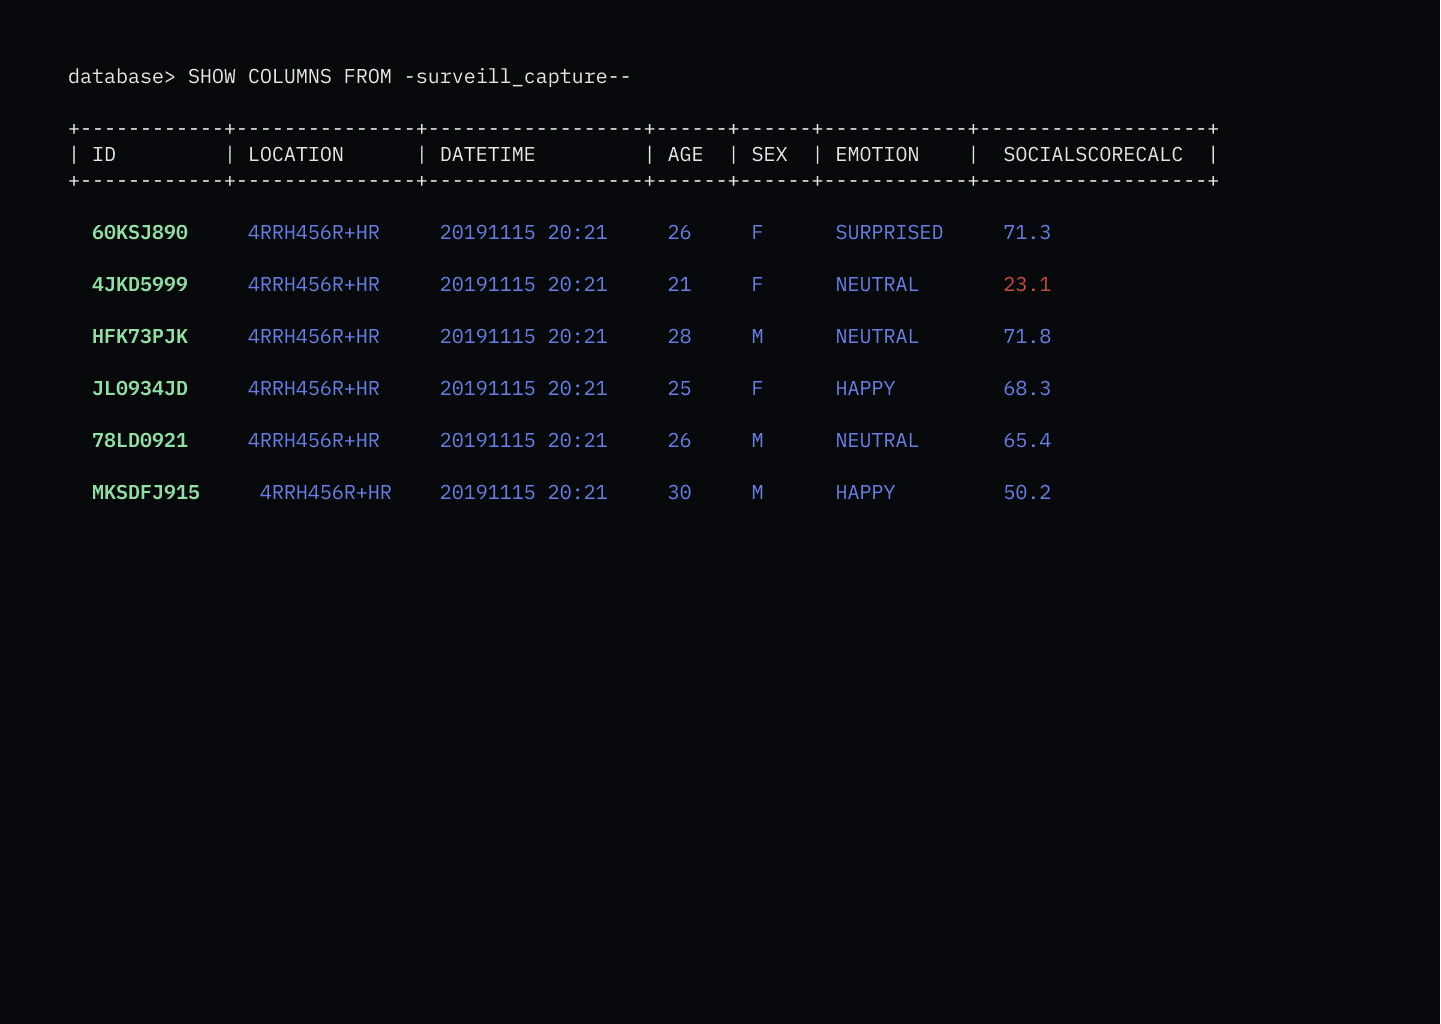 database> SHOW COLUMNS FROM -surveill_capture--
+------------+---------------+------------------+------+------+------------+-------------------+
| ID         | LOCATION      | DATETIME         | AGE  | SEX  | EMOTION    |  SOCIALSCORECALC  |
+------------+---------------+------------------+------+------+------------+-------------------+
  60KSJ890     4RRH456R+HR     20191115 20:21     26     F      SURPRISED     71.3
  4JKD5999     4RRH456R+HR     20191115 20:21     21     F      NEUTRAL       23.1
  HFK73PJK     4RRH456R+HR     20191115 20:21     28     M      NEUTRAL       71.8
  JL0934JD     4RRH456R+HR     20191115 20:21     25     F      HAPPY         68.3
  78LD0921     4RRH456R+HR     20191115 20:21     26     M      NEUTRAL       65.4
  MKSDFJ915     4RRH456R+HR    20191115 20:21     30     M      HAPPY         50.2